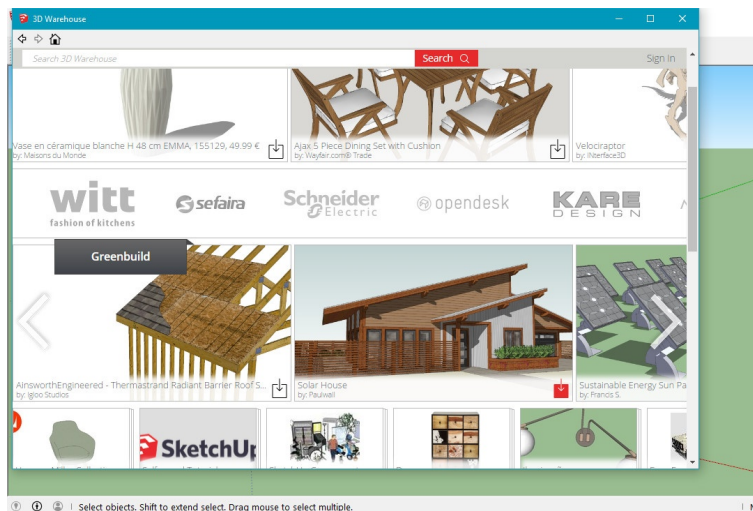 3D Warehouse
Search 3D Warehouse
Search
Sign In
Vase en céramique blanche H 48 cm EMMA, 155129, 49.99 €
by: Maisons du Monde
Ajax 5 Piece Dining Set with Cushion
by: Wayfair.com® Trade
Velociraptor
by: INterface3D
witt
fashion of kitchens
sefaira
Schneider
Electric
opendesk
KARE
DESIGN
Greenbuild
AinsworthEngineered - Thermastrand Radiant Barrier Roof S...
by: Igloo Studios
Solar House
by: Paulwall
Sustainable Energy Sun Pa
by: Francis S.
SketchUp
Select objects. Shift to extend select. Drag mouse to select multiple.